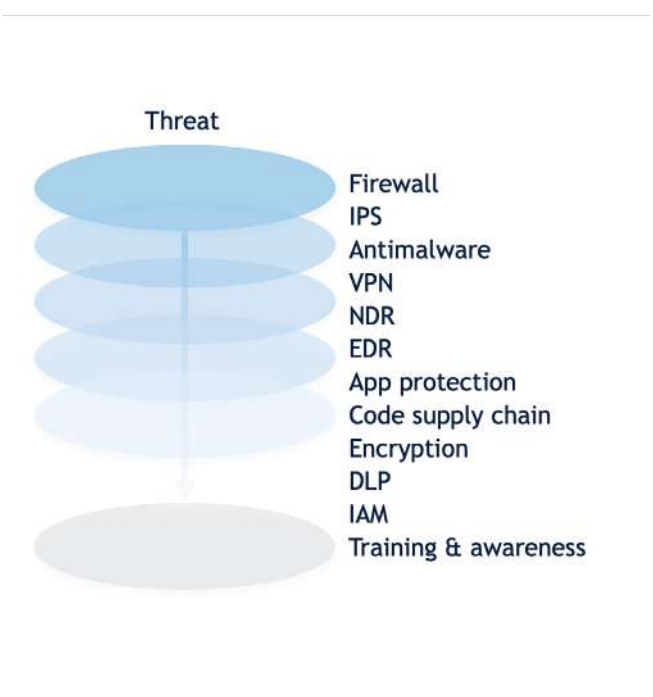 Threat
Firewall
IPS
Antimalware
VPN
NDR
EDR
App protection
Code supply chain
Encryption
DLP
IAM
Training & awareness